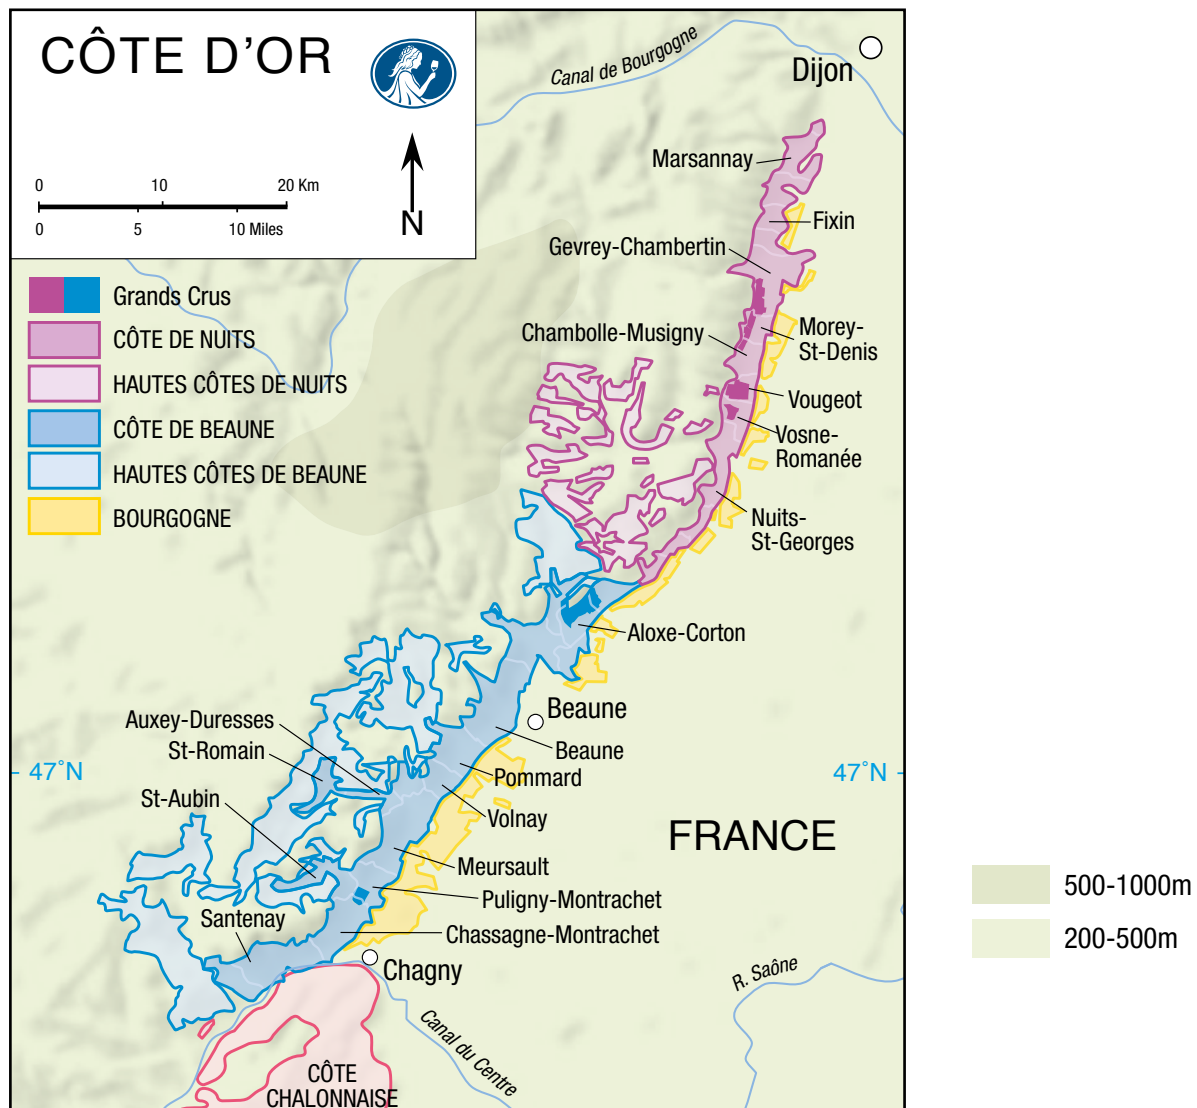 CÔTE D’OR
0 10 20 Km
0 5 10 Miles
N
Grands Crus
CÔTE DE NUITS
HAUTES CÔTES DE NUITS
CÔTE DE BEAUNE
HAUTES CÔTES DE BEAUNE
BOURGOGNE
Canal de Bourgogne
Dijon
Marsannay
Fixin
Gevrey-Chambertin
Chambolle-Musigny
Morey-
St-Denis
Vougeot
Vosne-
Romanée
Nuits-
St-Georges
Aloxe-Corton
Beaune
Auxey-Duresses
St-Romain
Beaune
47°N
Pommard
47°N
St-Aubin
Volnay
FRANCE
Meursault
Puligny-Montrachet
Santenay
Chassagne-Montrachet
Chagny
R. Saône
Canal du Centre
CÔTE
CHALONNAISE
500-1000m
200-500m